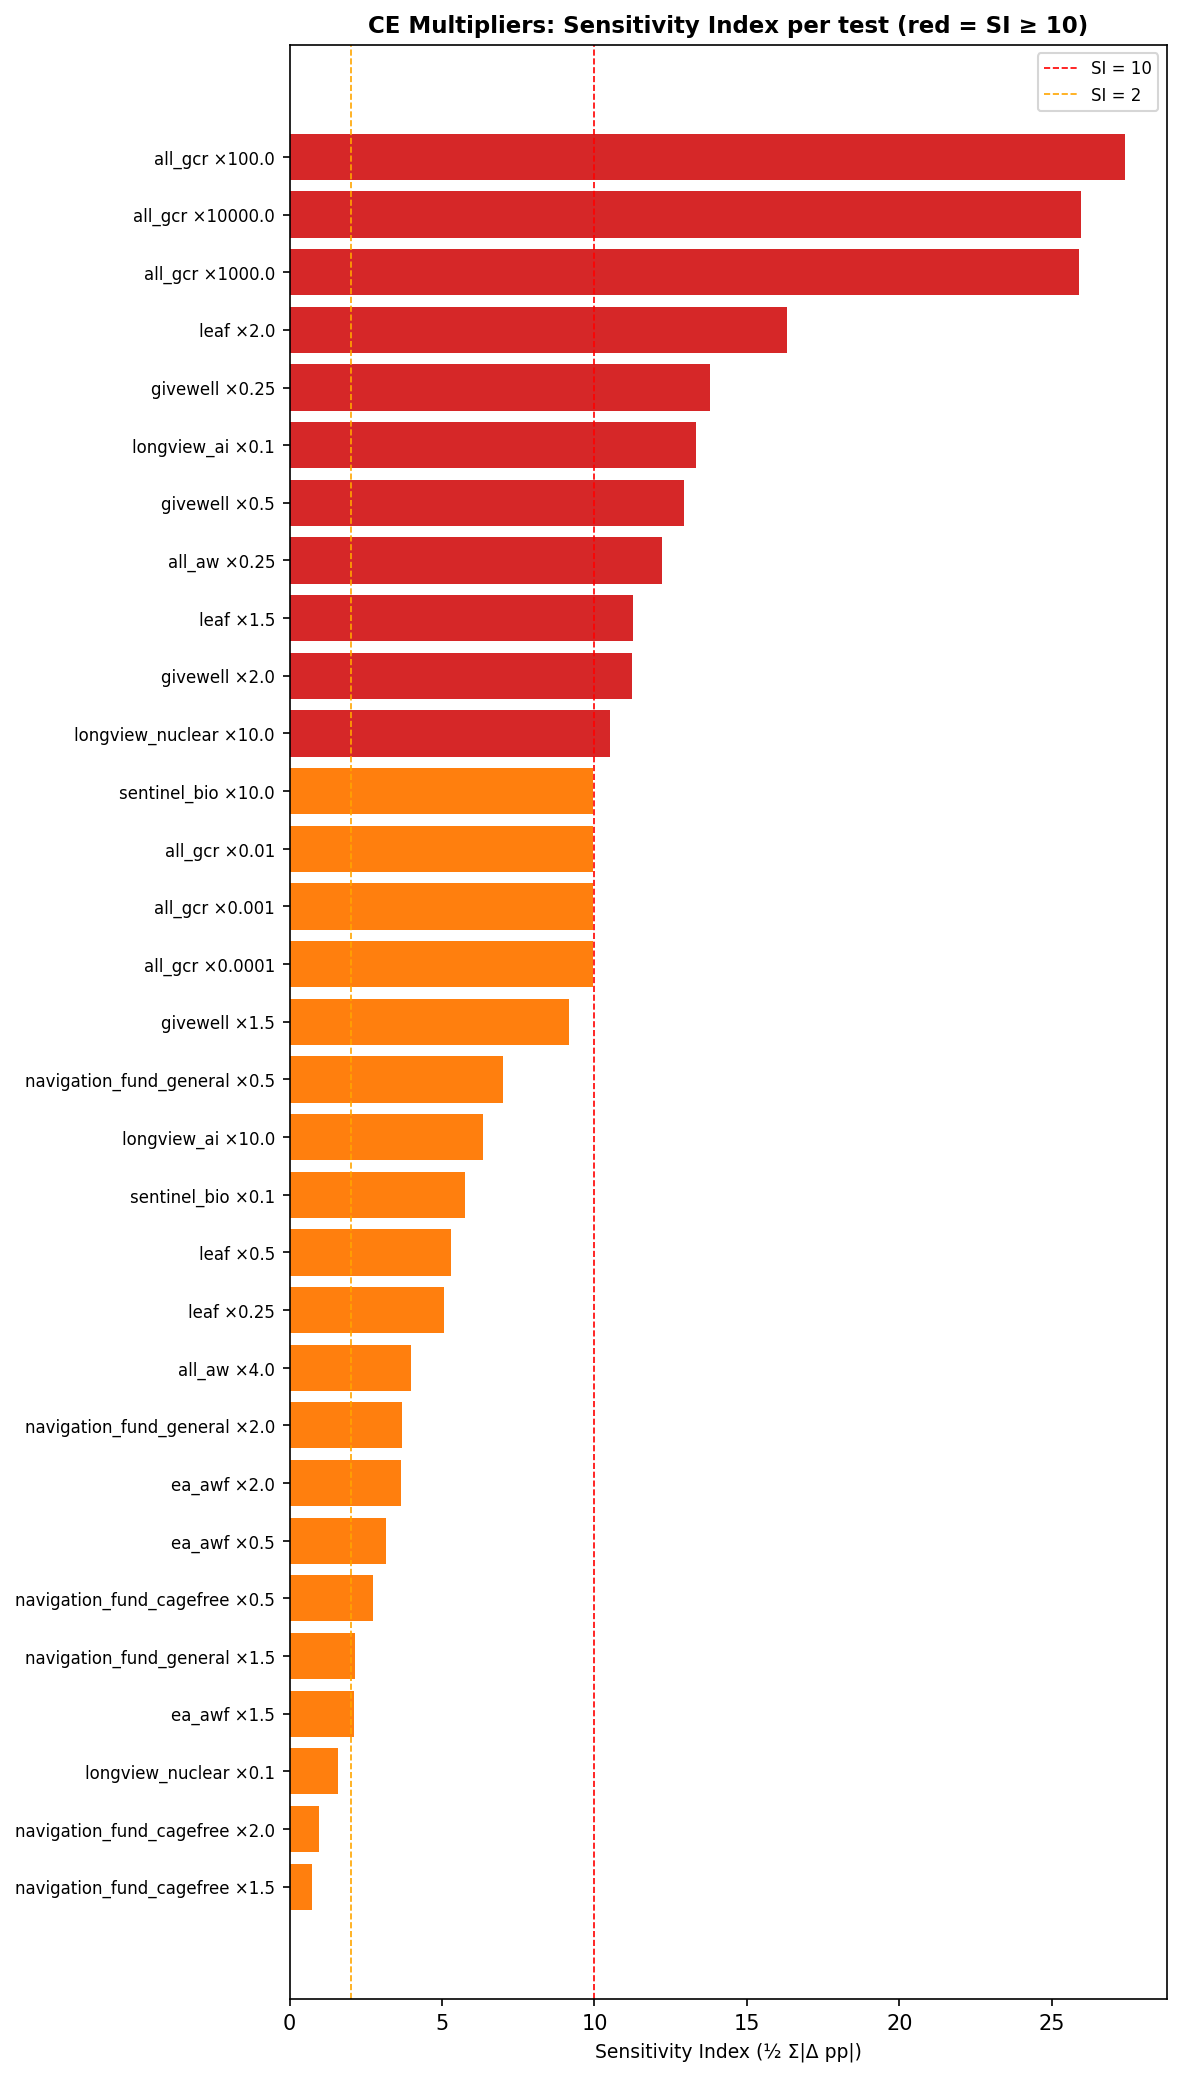 CE Multipliers: Sensitivity Index per test (red = SI ≥ 10)
SI = 10
SI = 2
all_gcr ×100.0
all_gcr ×10000.0
all_gcr ×1000.0
leaf ×2.0
givewell ×0.25
longview_ai ×0.1
givewell ×0.5
all_aw ×0.25
leaf ×1.5
givewell ×2.0
longview_nuclear ×10.0
sentinel_bio ×10.0
all_gcr ×0.01
all_gcr ×0.001
all_gcr ×0.0001
givewell ×1.5
navigation_fund_general ×0.5
longview_ai ×10.0
sentinel_bio ×0.1
leaf ×0.5
leaf ×0.25
all_aw ×4.0
navigation_fund_general ×2.0
ea_awf ×2.0
ea_awf ×0.5
navigation_fund_cagefree ×0.5
navigation_fund_general ×1.5
ea_awf ×1.5
longview_nuclear ×0.1
navigation_fund_cagefree ×2.0
navigation_fund_cagefree ×1.5
0 5 10 15 20 25
Sensitivity Index (½ Σ|Δ pp|)